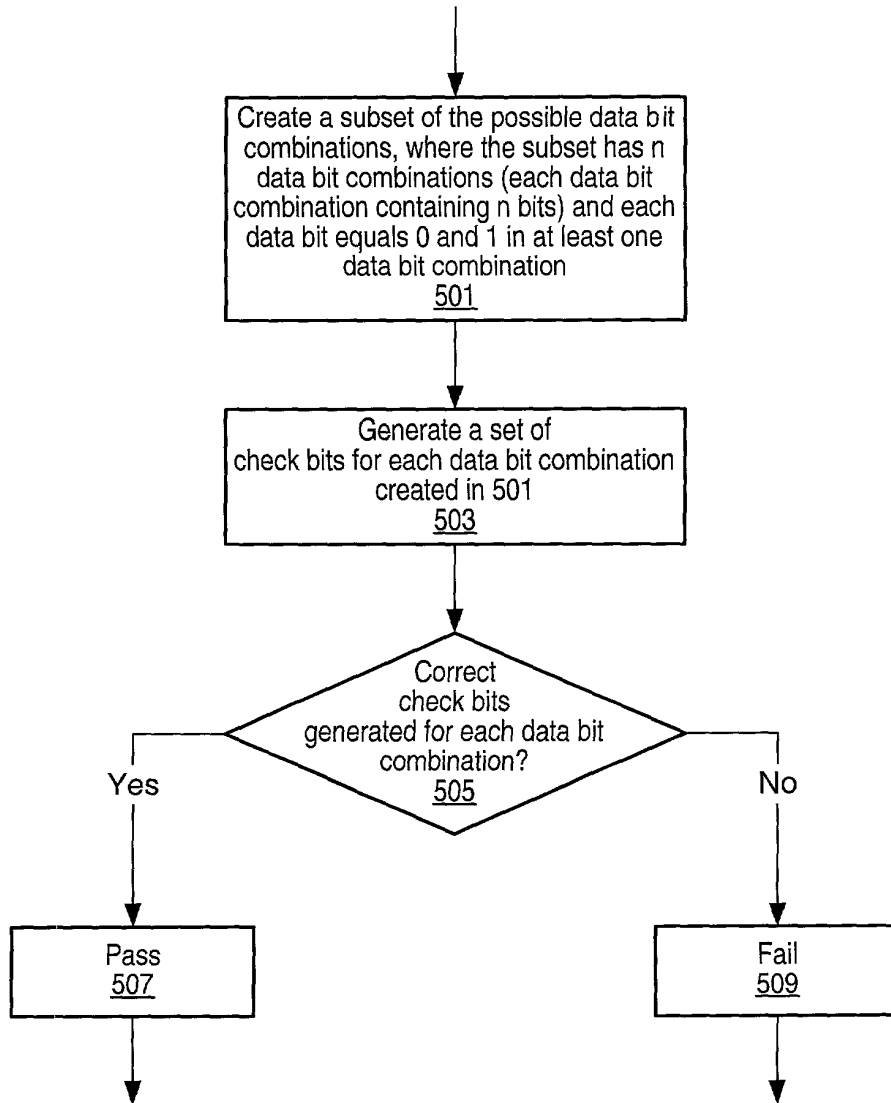 Create a subset of the possible data bit
combinations, where the subset has n
data bit combinations (each data bit
combination containing n bits) and each
data bit equals 0 and 1 in at least one
data bit combination
501
Generate a set of
check bits for each data bit combination
created in 501
503
Correct
check bits
generated for each data bit
combination?
505
Yes
No
Pass
507
Fail
509